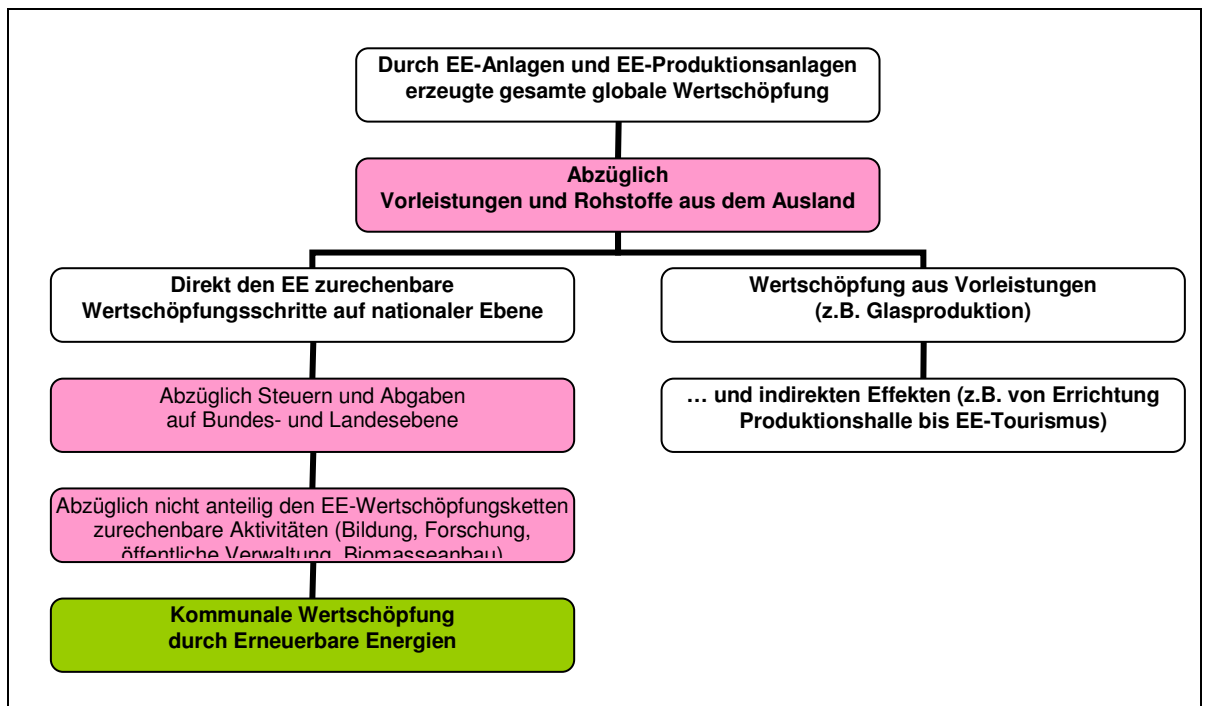 Durch EE-Anlagen und EE-Produktionsanlagen
erzeugte gesamte globale Wertschöpfung
Abzüglich
Vorleistungen und Rohstoffe aus dem Ausland
Direkt den EE zurechenbare
Wertschöpfungsschritte auf nationaler Ebene
Wertschöpfung aus Vorleistungen
(z.B. Glasproduktion)
Abzüglich Steuern und Abgaben
auf Bundes- und Landesebene
… und indirekten Effekten (z.B. von Errichtung
Produktionshalle bis EE-Tourismus)
Abzüglich nicht anteilig den EE-Wertschöpfungsketten
zurechenbare Aktivitäten (Bildung, Forschung,
öffentliche Verwaltung, Biomasseanbau)
Kommunale Wertschöpfung
durch Erneuerbare Energien